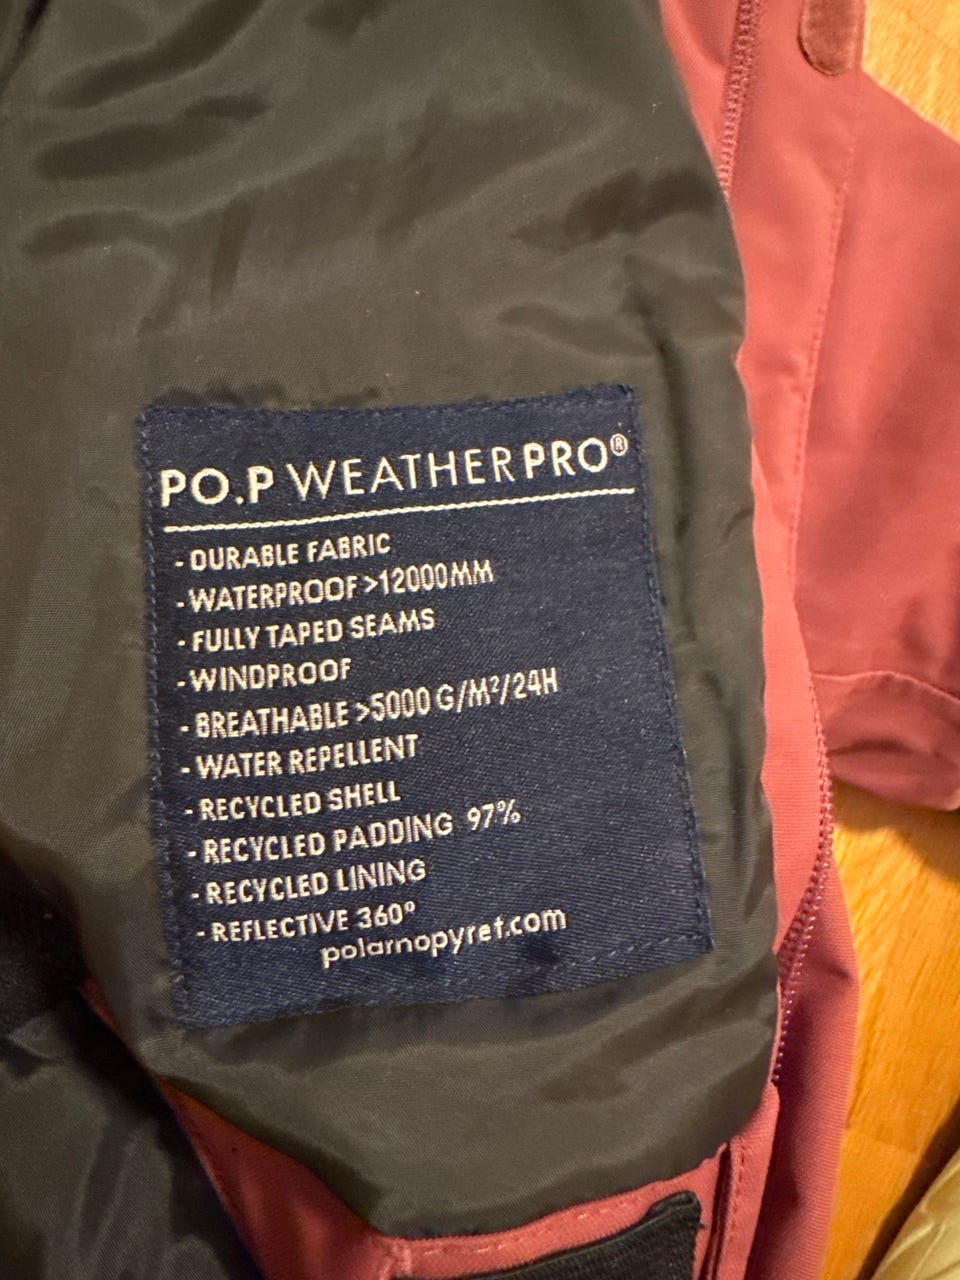 PO.P WEATHERPRO®
- DURABLE FABRIC
- WATERPROOF >12000MM
- FULLY TAPED SEAMS
- WINDPROOF
- BREATHABLE >5000 G/M²/24H
- WATER REPELLENT
- RECYCLED SHELL
- RECYCLED PADDING 97%
- RECYCLED LINING
- REFLECTIVE 360°
polarnopyret.com